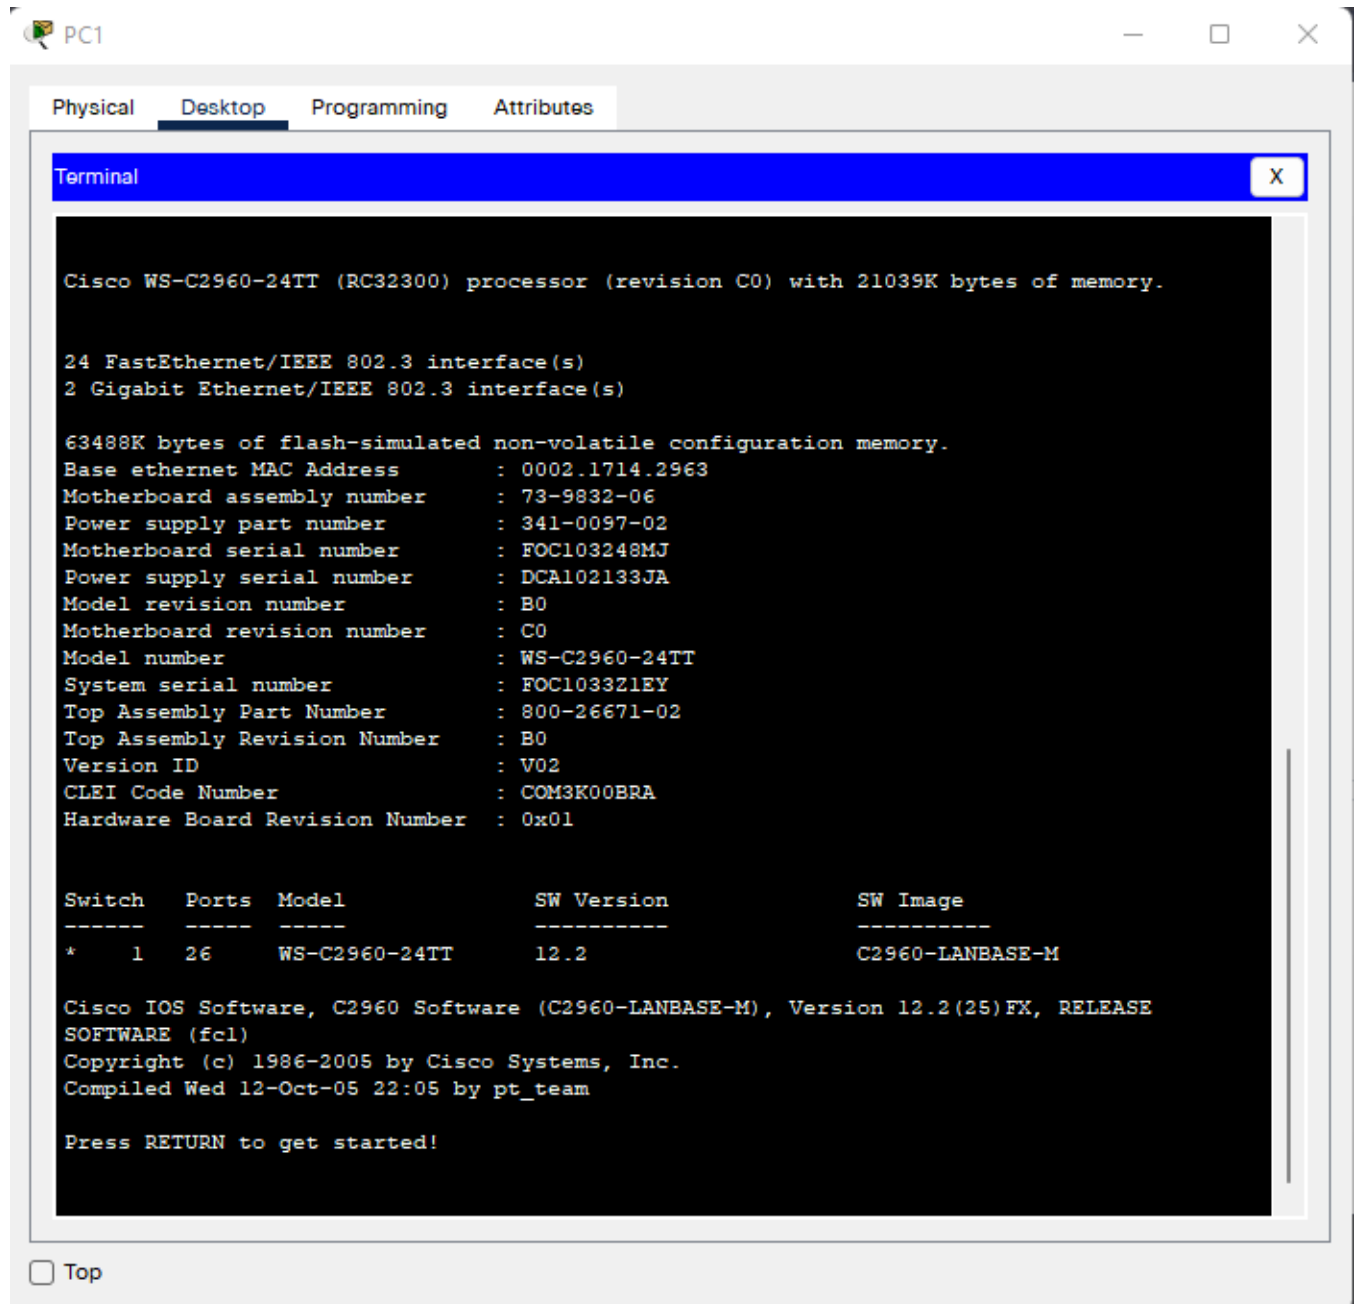 PC1
Physical Desktop Programming Attributes
Terminal
X
Cisco WS-C2960-24TT (RC32300) processor (revision C0) with 21039K bytes of memory.
24 FastEthernet/IEEE 802.3 interface(s)
2 Gigabit Ethernet/IEEE 802.3 interface(s)
63488K bytes of flash-simulated non-volatile configuration memory.
Base ethernet MAC Address : 0002.1714.2963
Motherboard assembly number : 73-9832-06
Power supply part number : 341-0097-02
Motherboard serial number : FOC103248MJ
Power supply serial number : DCA102133JA
Model revision number : B0
Motherboard revision number : C0
Model number : WS-C2960-24TT
System serial number : FOC1033Z1EY
Top Assembly Part Number : 800-26671-02
Top Assembly Revision Number : B0
Version ID : V02
CLEI Code Number : COM3K00BRA
Hardware Board Revision Number : 0x01
Switch Ports Model SW Version SW Image
------ ----- ----- ---------- ----------
* 1 26 WS-C2960-24TT 12.2 C2960-LANBASE-M
Cisco IOS Software, C2960 Software (C2960-LANBASE-M), Version 12.2(25)FX, RELEASE
SOFTWARE (fc1)
Copyright (c) 1986-2005 by Cisco Systems, Inc.
Compiled Wed 12-Oct-05 22:05 by pt_team
Press RETURN to get started!
Top